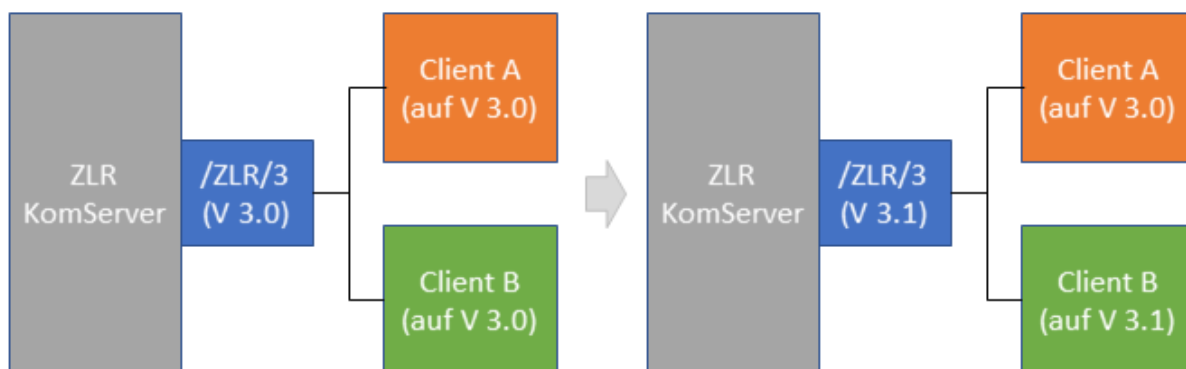 ZLR
KomServer
/ZLR/3
(V 3.0)
Client A
(auf V 3.0)
Client B
(auf V 3.0)
ZLR
KomServer
/ZLR/3
(V 3.1)
Client A
(auf V 3.0)
Client B
(auf V 3.1)